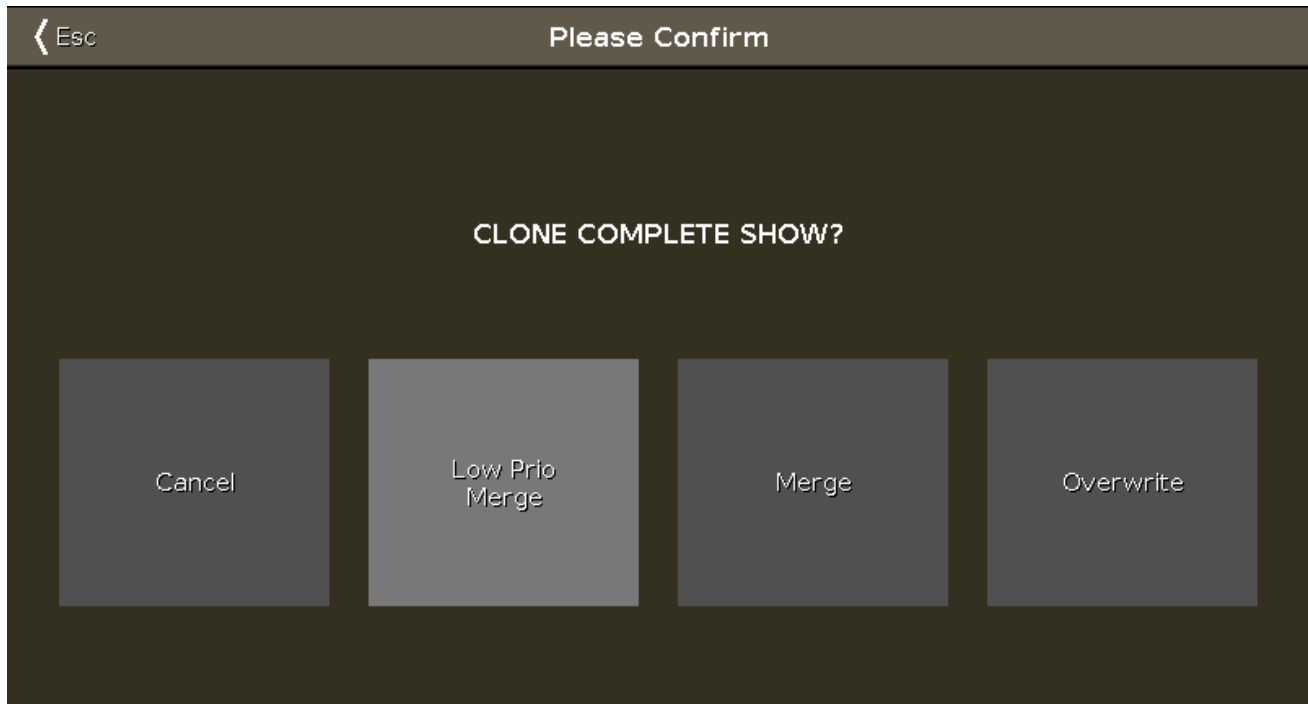 Esc
Please Confirm
CLONE COMPLETE SHOW?
Cancel
Low Prio
Merge
Merge
Overwrite